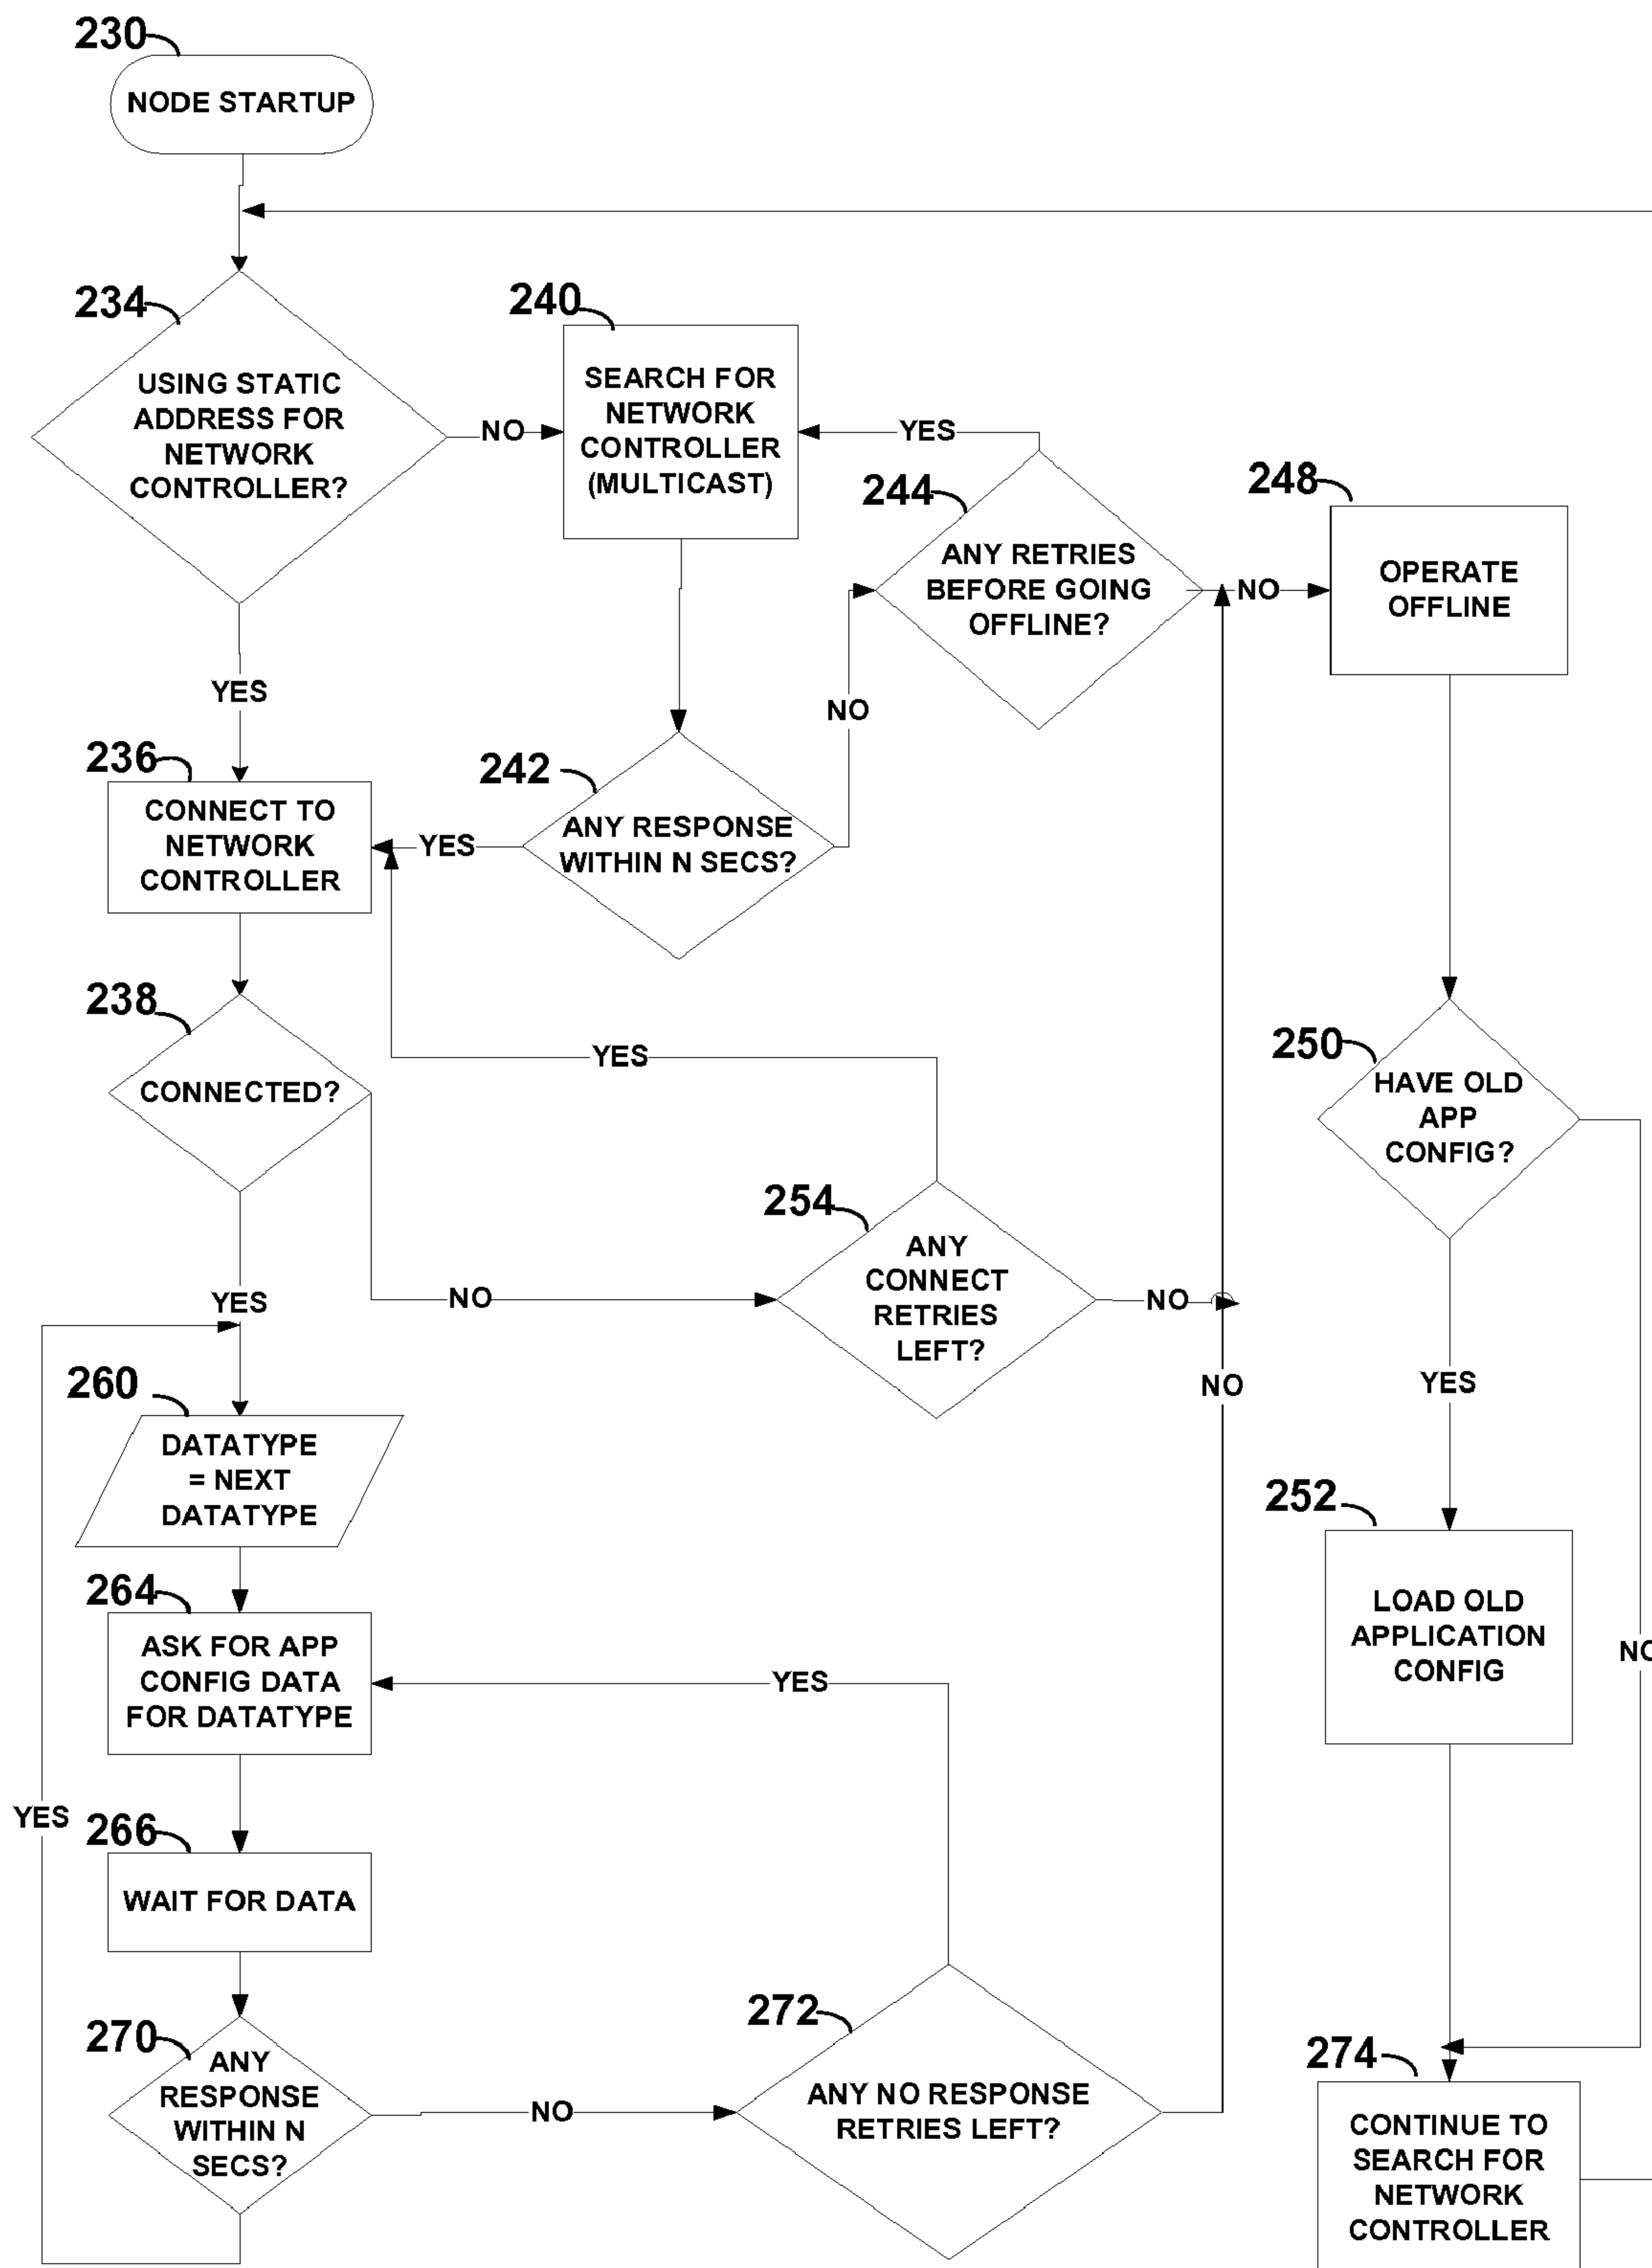 230
NODE STARTUP
234
USING STATIC
ADDRESS FOR
NETWORK
CONTROLLER?
NO
YES
240
SEARCH FOR
NETWORK
CONTROLLER
(MULTICAST)
YES
244
ANY RETRIES
BEFORE GOING
OFFLINE?
NO
248
OPERATE
OFFLINE
NO
242
ANY RESPONSE
WITHIN N SECS?
YES
236
CONNECT TO
NETWORK
CONTROLLER
238
CONNECTED?
YES
NO
YES
254
ANY
CONNECT
RETRIES
LEFT?
NO
NO
250
HAVE OLD
APP
CONFIG?
YES
NO
252
LOAD OLD
APPLICATION
CONFIG
260
DATATYPE
= NEXT
DATATYPE
264
ASK FOR APP
CONFIG DATA
FOR DATATYPE
YES
YES
266
WAIT FOR DATA
270
ANY
RESPONSE
WITHIN N
SECS?
NO
272
ANY NO RESPONSE
RETRIES LEFT?
274
CONTINUE TO
SEARCH FOR
NETWORK
CONTROLLER